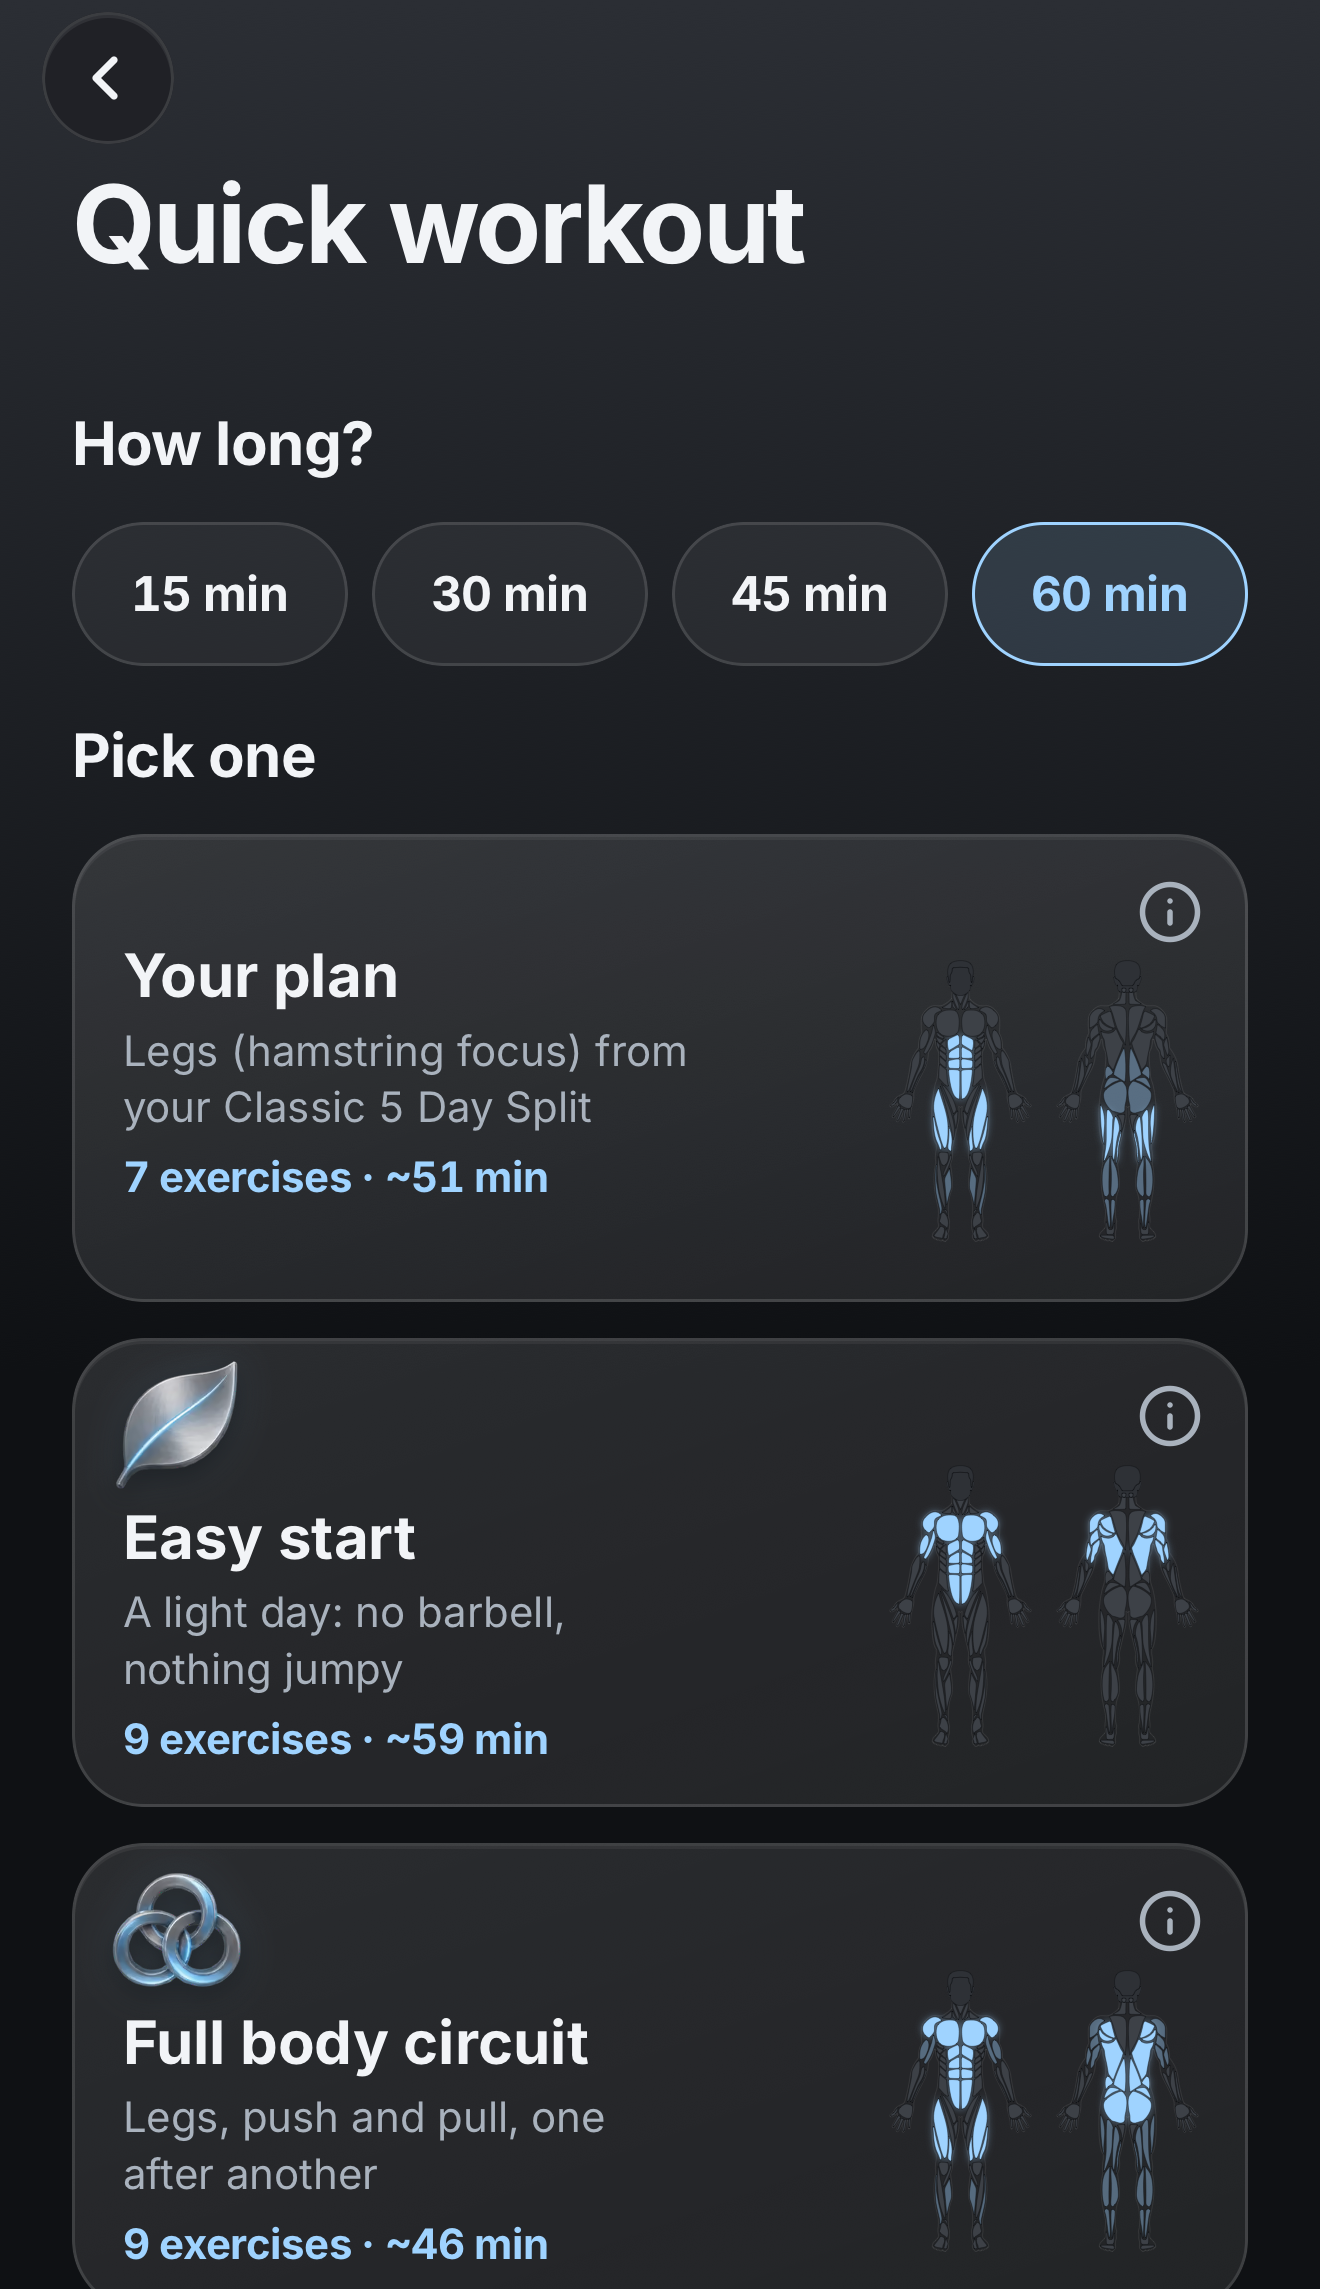 Quick workout
How long?
15 min
30 min
45 min
60 min
Pick one
Your plan
Legs (hamstring focus) from
your Classic 5 Day Split
7 exercises · ~51 min
Easy start
A light day: no barbell,
nothing jumpy
9 exercises · ~59 min
Full body circuit
Legs, push and pull, one
after another
9 exercises · ~46 min